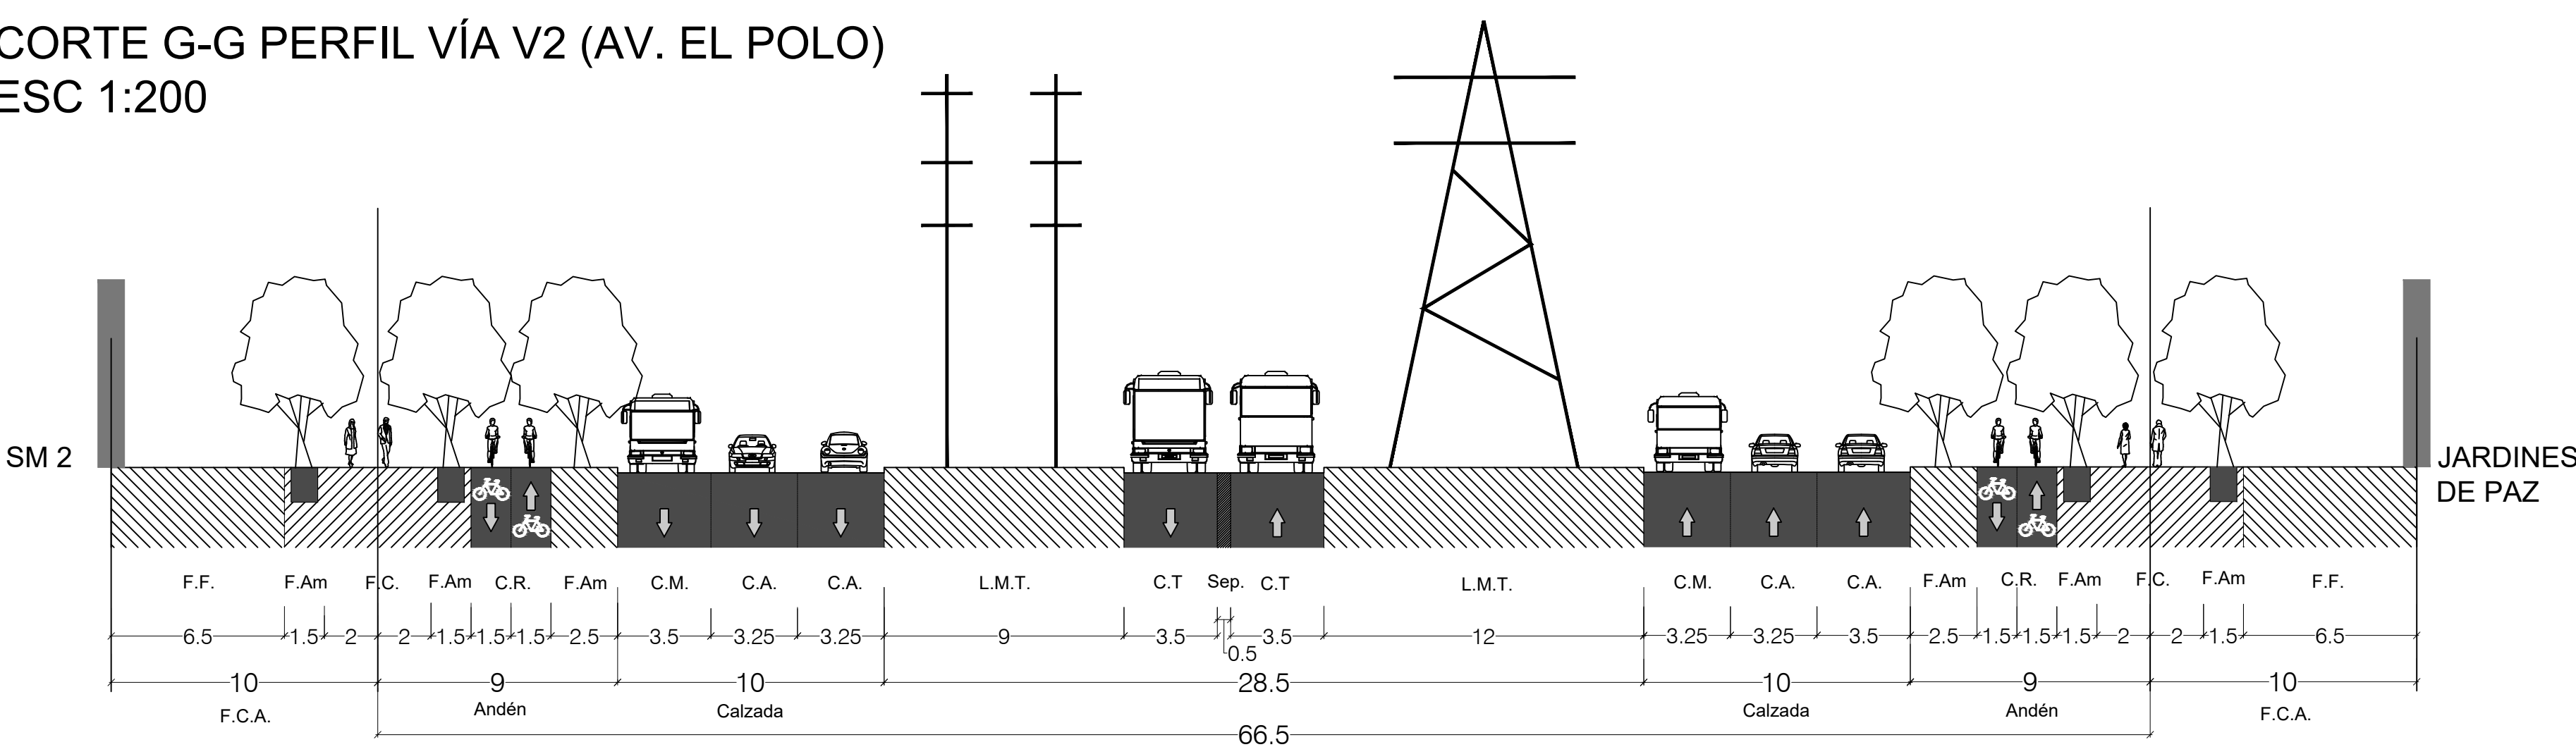 CORTE G-G PERFIL VÍA V2 (AV. EL POLO)
ESC 1:200
SM 2
JARDINES
DE PAZ
F.F. F.Am F.C. F.Am C.R. F.Am C.M. C.A. C.A. L.M.T. C.T Sep. C.T L.M.T. C.M. C.A. C.A. F.Am C.R. F.Am F.C. F.Am F.F.
6.5 1.5 2 2 1.5 1.5 1.5 2.5 3.5 3.25 3.25 9 3.5 0.5 3.5 12 3.25 3.25 3.5 2.5 1.5 1.5 1.5 2 2 1.5 6.5
10 9 10 28.5 10 9 10
F.C.A. Andén Calzada Calzada Andén F.C.A.
66.5